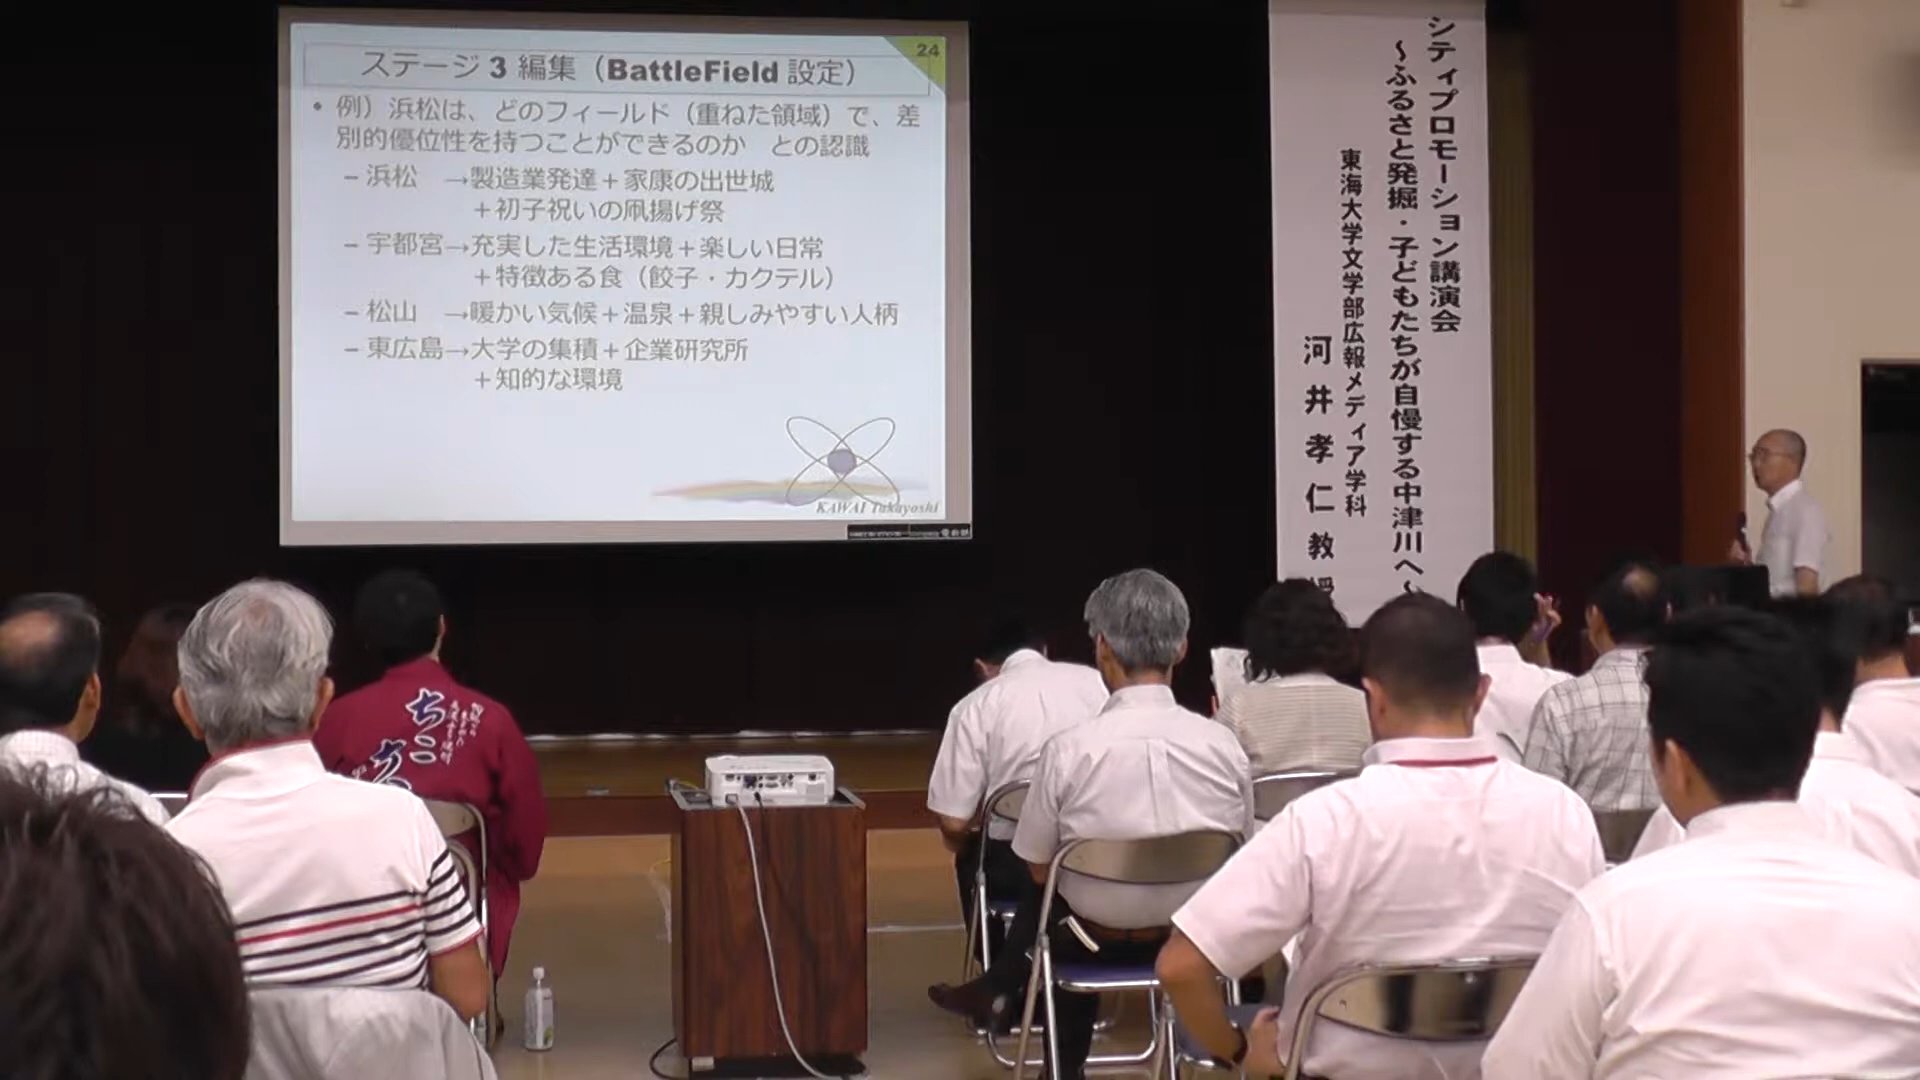 24
ステージ 3 編集（BattleField 設定）
• 例）浜松は、どのフィールド（重ねた領域）で、差
別的優位性を持つことができるのか　との認識
– 浜松　→製造業発達＋家康の出世城
＋初子祝いの凧揚げ祭
– 宇都宮→充実した生活環境＋楽しい日常
＋特徴ある食（餃子・カクテル）
– 松山　→暖かい気候＋温泉＋親しみやすい人柄
– 東広島→大学の集積＋企業研究所
＋知的な環境
KAWAI Takayoshi
シティプロモーション講演会
～ふるさと発掘・子どもたちが自慢する中津川へ～
東海大学文学部広報メディア学科
河井孝仁教授
ちこ